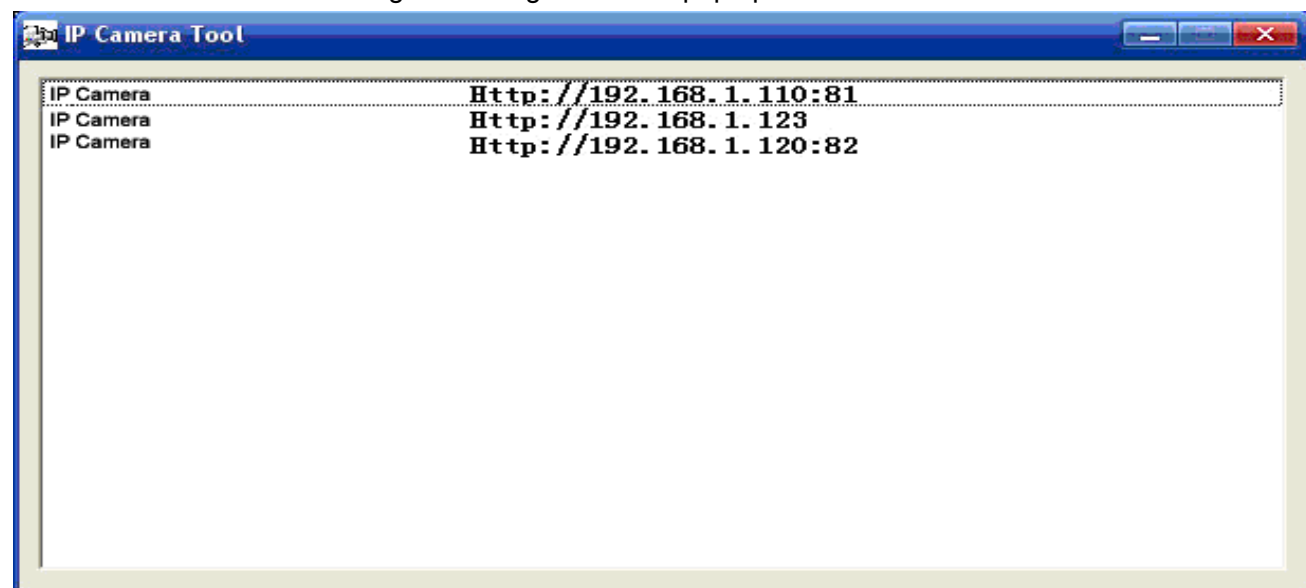 IP Camera Tool
IP Camera Http://192.168.1.110:81
IP Camera Http://192.168.1.123
IP Camera Http://192.168.1.120:82